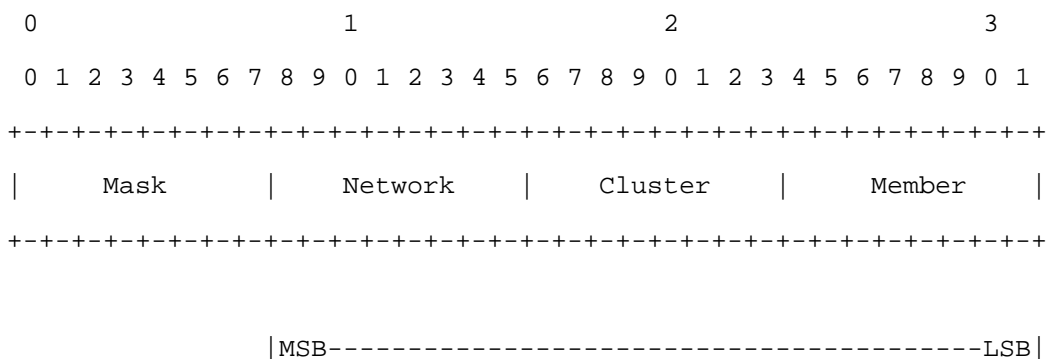 0                   1                   2                   3
0 1 2 3 4 5 6 7 8 9 0 1 2 3 4 5 6 7 8 9 0 1 2 3 4 5 6 7 8 9 0 1
+-+-+-+-+-+-+-+-+-+-+-+-+-+-+-+-+-+-+-+-+-+-+-+-+-+-+-+-+-+-+-+-+
|     Mask      |    Network    |    Cluster    |     Member    |
+-+-+-+-+-+-+-+-+-+-+-+-+-+-+-+-+-+-+-+-+-+-+-+-+-+-+-+-+-+-+-+-+
|MSB-----------------------------------------LSB|